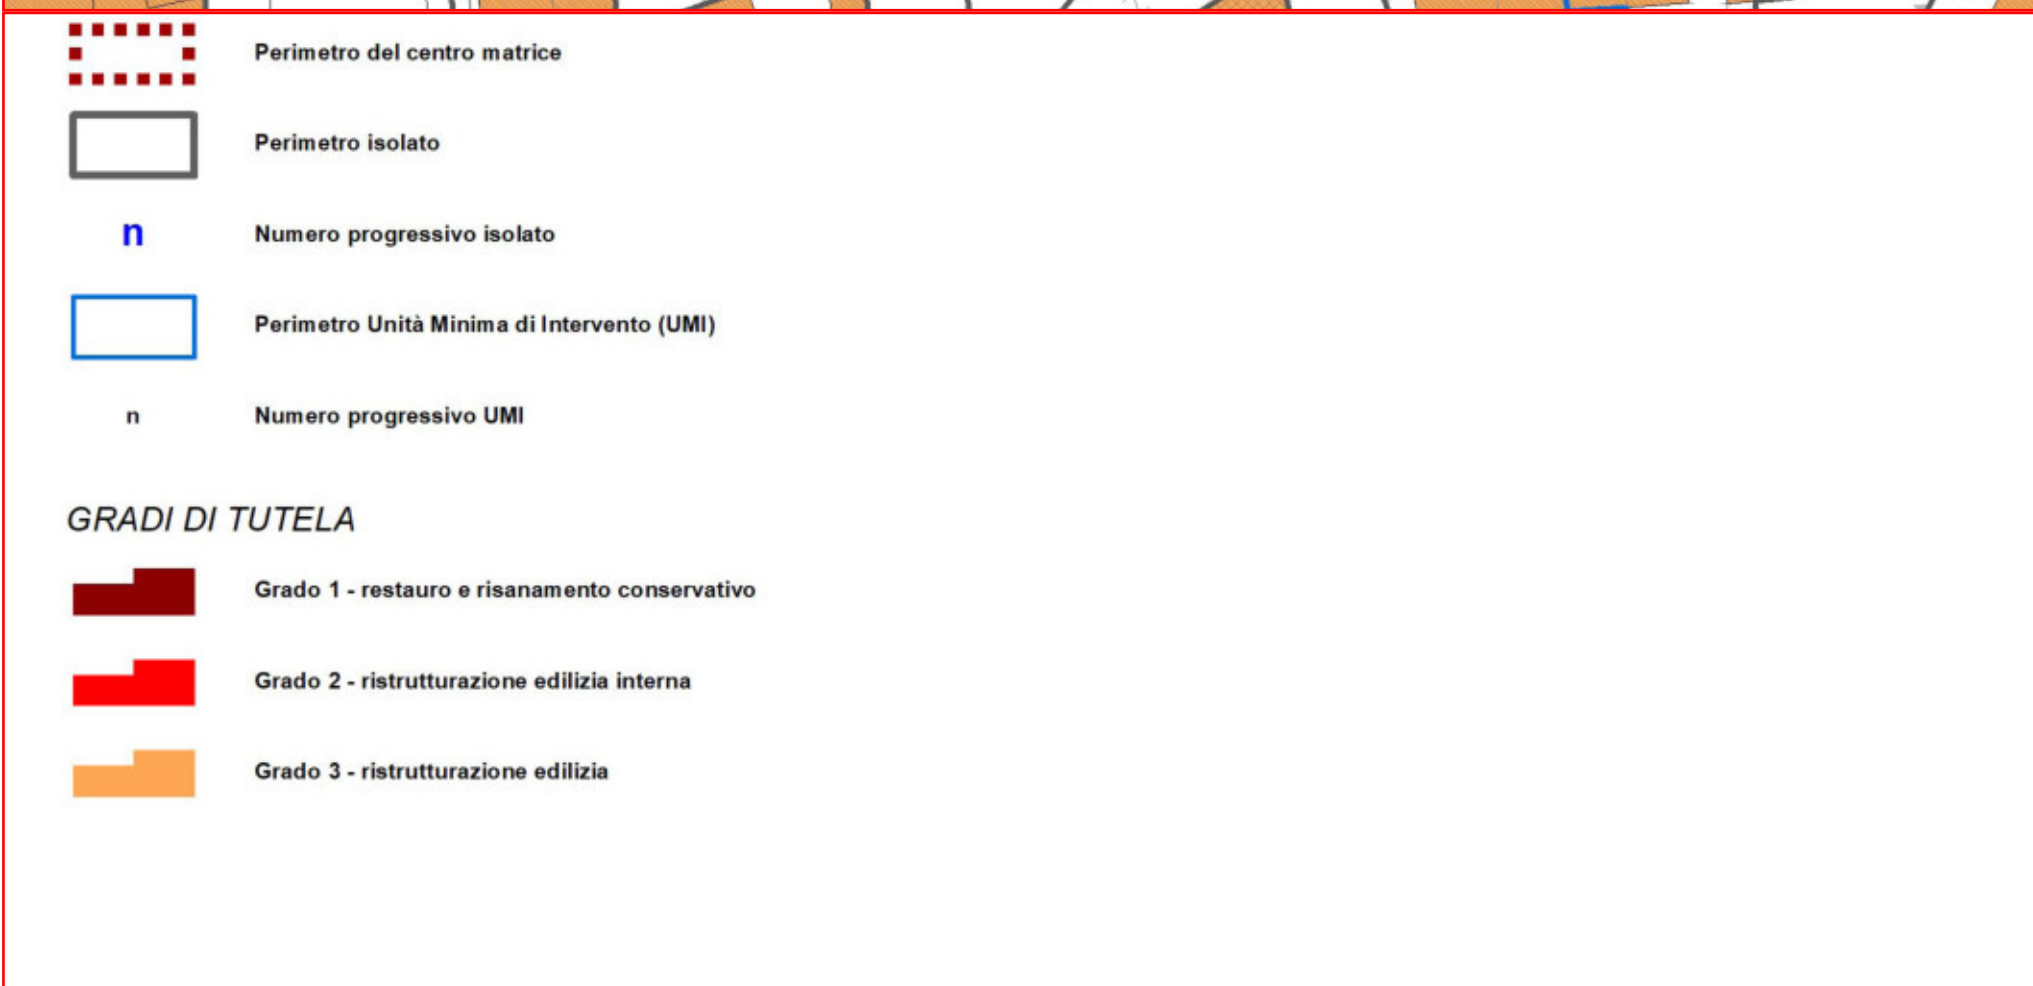 Perimetro del centro matrice
Perimetro isolato
n
Numero progressivo isolato
Perimetro Unità Minima di Intervento (UMI)
n
Numero progressivo UMI
GRADI DI TUTELA
Grado 1 - restauro e risanamento conservativo
Grado 2 - ristrutturazione edilizia interna
Grado 3 - ristrutturazione edilizia